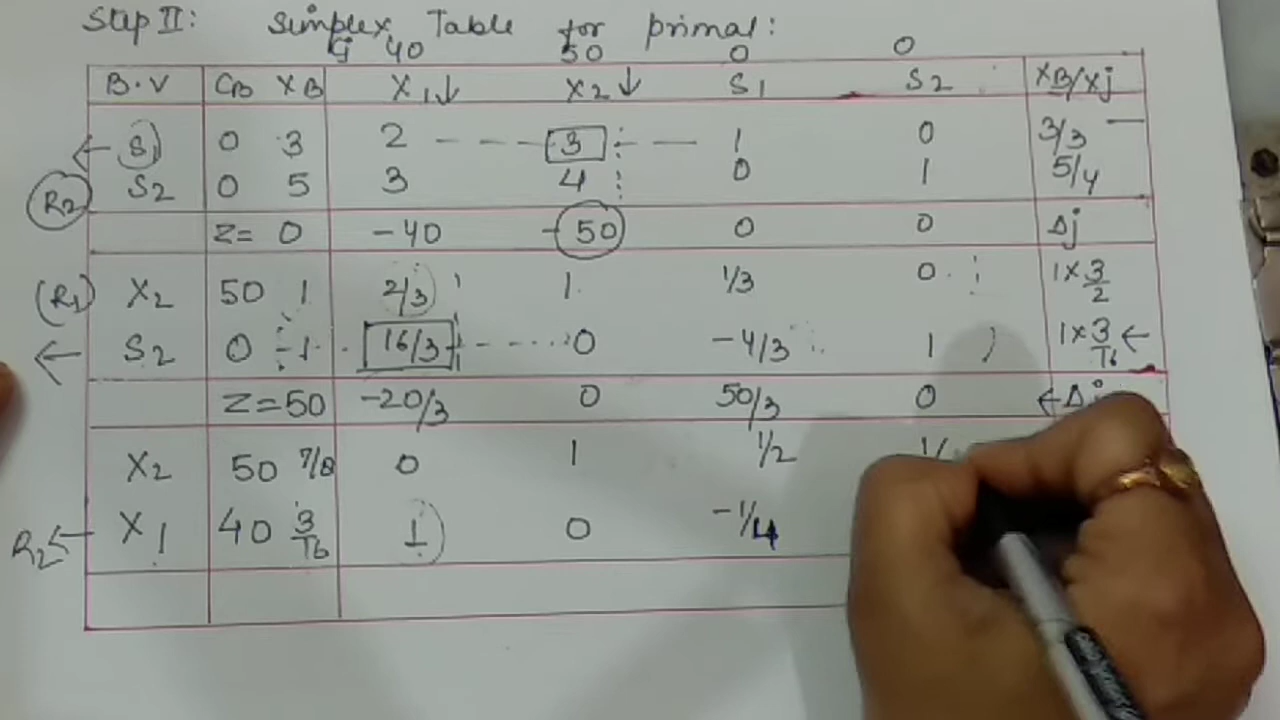 Step II: Simplex Table for primal:
Cj 40 50 0 0
B.V CB XB X1↓ X2↓ S1 S2 XB/Xj
← S1 0 3 2 3 1 0 3/3 —
R2 S2 0 5 3 4 0 1 5/4
Z= 0 -40 -50 0 0 Δj
(R1) X2 50 1 2/3 1 1/3 0 1×3/2
← S2 0 1 16/3 0 -4/3 1 1×3/16 ←
Z=50 -20/3 0 50/3 0 ←Δj
X2 50 7/8 0 1 1/2
R2← X1 40 3/16 1 0 -1/4